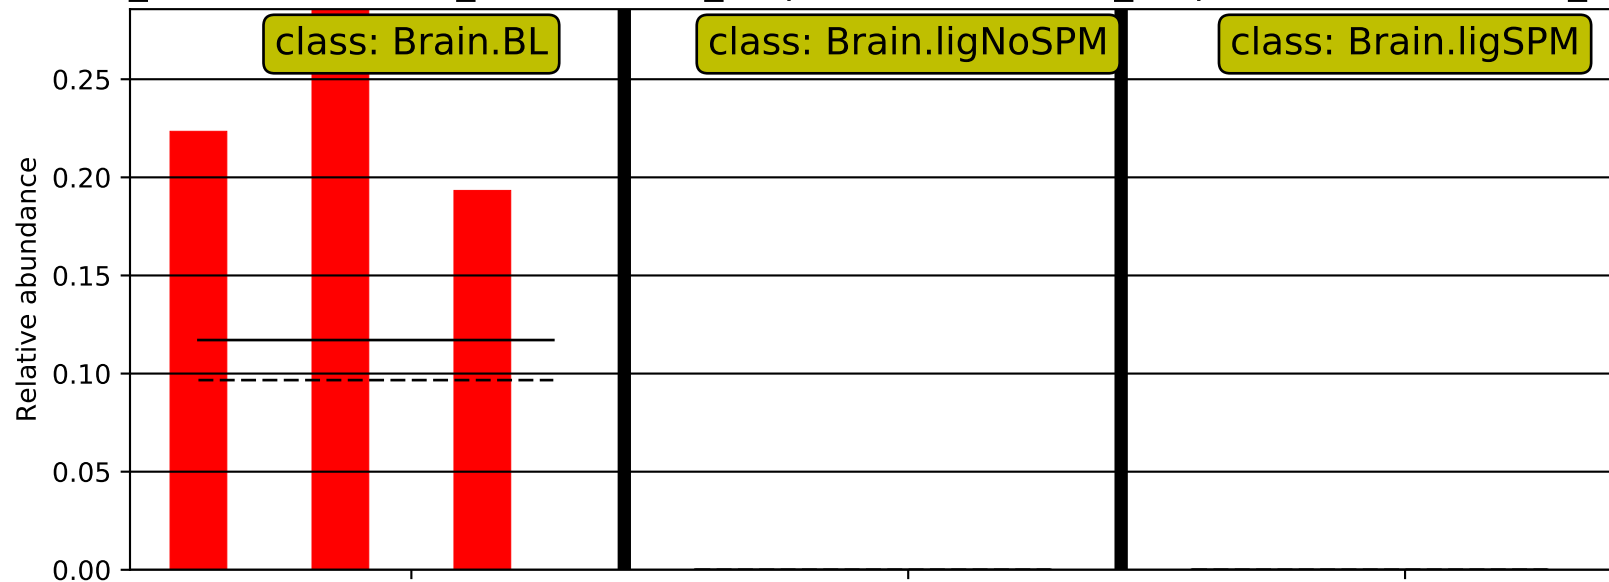 class: Brain.BL
class: Brain.ligNoSPM
class: Brain.ligSPM
0.25
0.20
0.15
0.10
0.05
0.00
Relative abundance